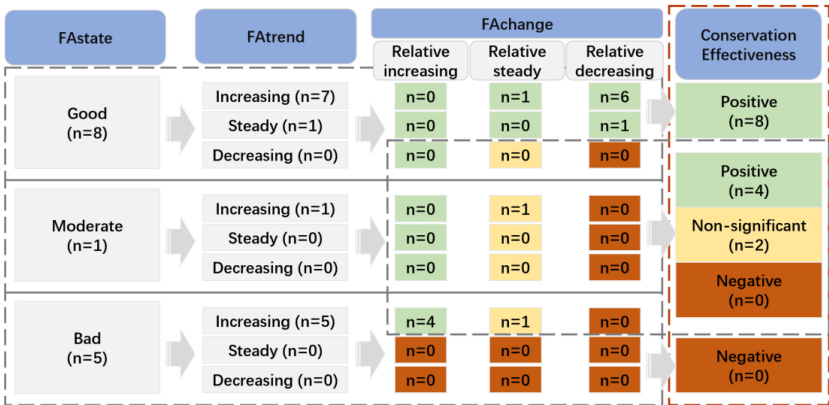 FAstate
FAtrend
FAchange
Conservation
Effectiveness
Relative
increasing
Relative
steady
Relative
decreasing
Good
(n=8)
Increasing (n=7)
n=0
n=1
n=6
Steady (n=1)
n=0
n=0
n=1
Decreasing (n=0)
n=0
n=0
n=0
Positive
(n=8)
Moderate
(n=1)
Increasing (n=1)
n=0
n=1
n=0
Steady (n=0)
n=0
n=0
n=0
Decreasing (n=0)
n=0
n=0
n=0
Positive
(n=4)
Non-significant
(n=2)
Negative
(n=0)
Bad
(n=5)
Increasing (n=5)
n=4
n=1
n=0
Steady (n=0)
n=0
n=0
n=0
Decreasing (n=0)
n=0
n=0
n=0
Negative
(n=0)